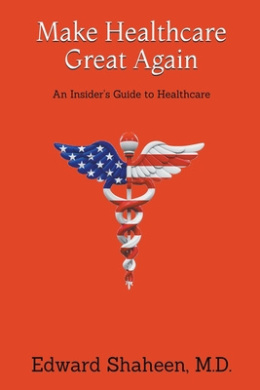 Make Healthcare
Great Again
An Insider's Guide to Healthcare
Edward Shaheen, M.D.